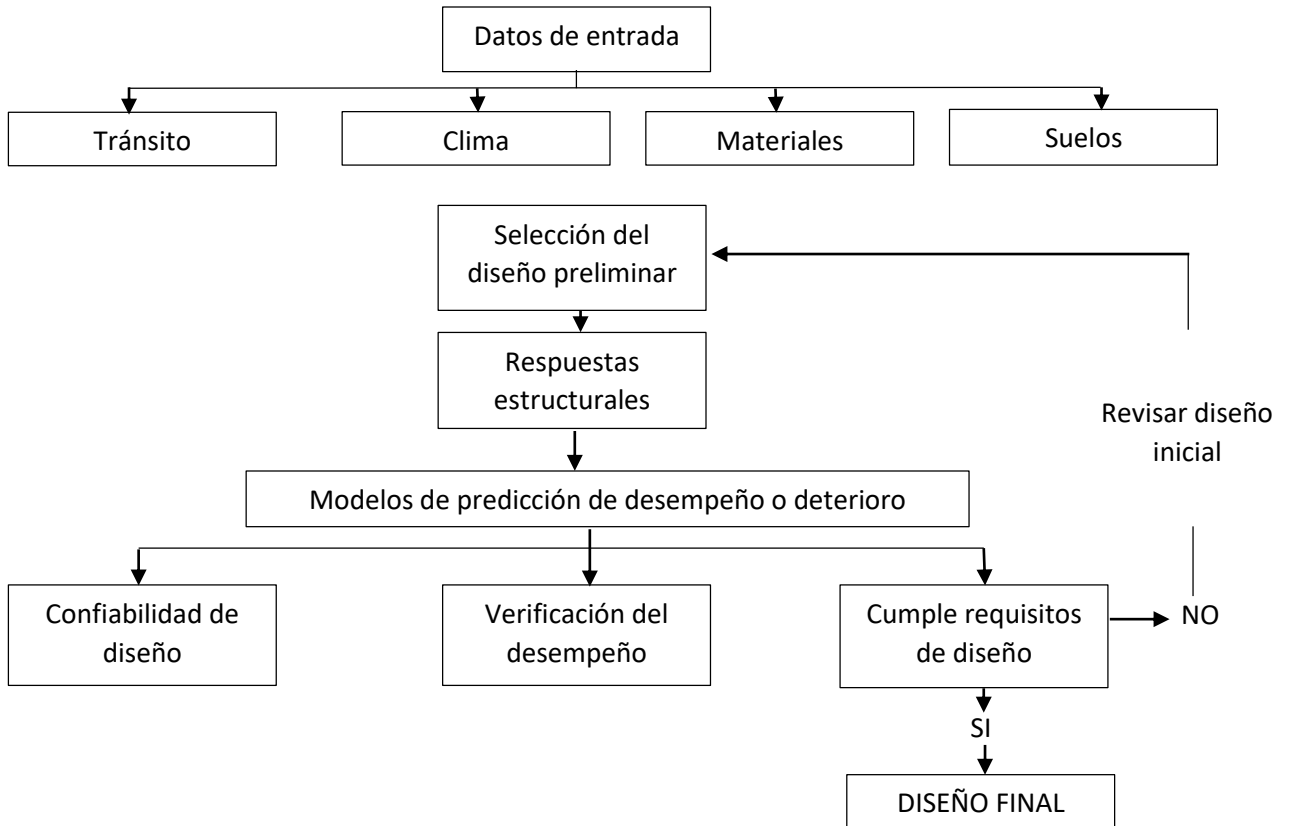 Datos de entrada
Tránsito
Clima
Materiales
Suelos
Selección del
diseño preliminar
Respuestas
estructurales
Revisar diseño
inicial
Modelos de predicción de desempeño o deterioro
Confiabilidad de
diseño
Verificación del
desempeño
Cumple requisitos
de diseño
NO
SI
DISEÑO FINAL